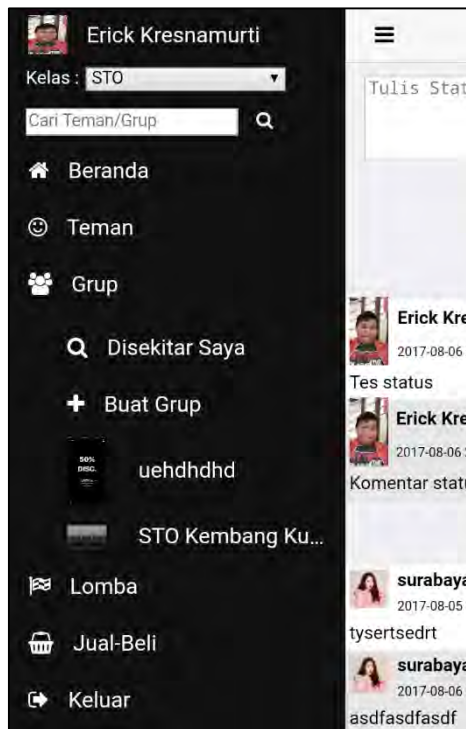 Erick Kresnamurti
Kelas : STO
Cari Teman/Grup
Beranda
Teman
Grup
Disekitar Saya
Buat Grup
50%
DISC.
uehdhdhd
STO Kembang Ku...
Lomba
Jual-Beli
Keluar
Tulis Stat
Erick Kre
2017-08-06
Tes status
Erick Kre
2017-08-06
Komentar statu
surabaya
2017-08-05
tysertsedrt
surabaya
2017-08-06
asdfasdfasdf